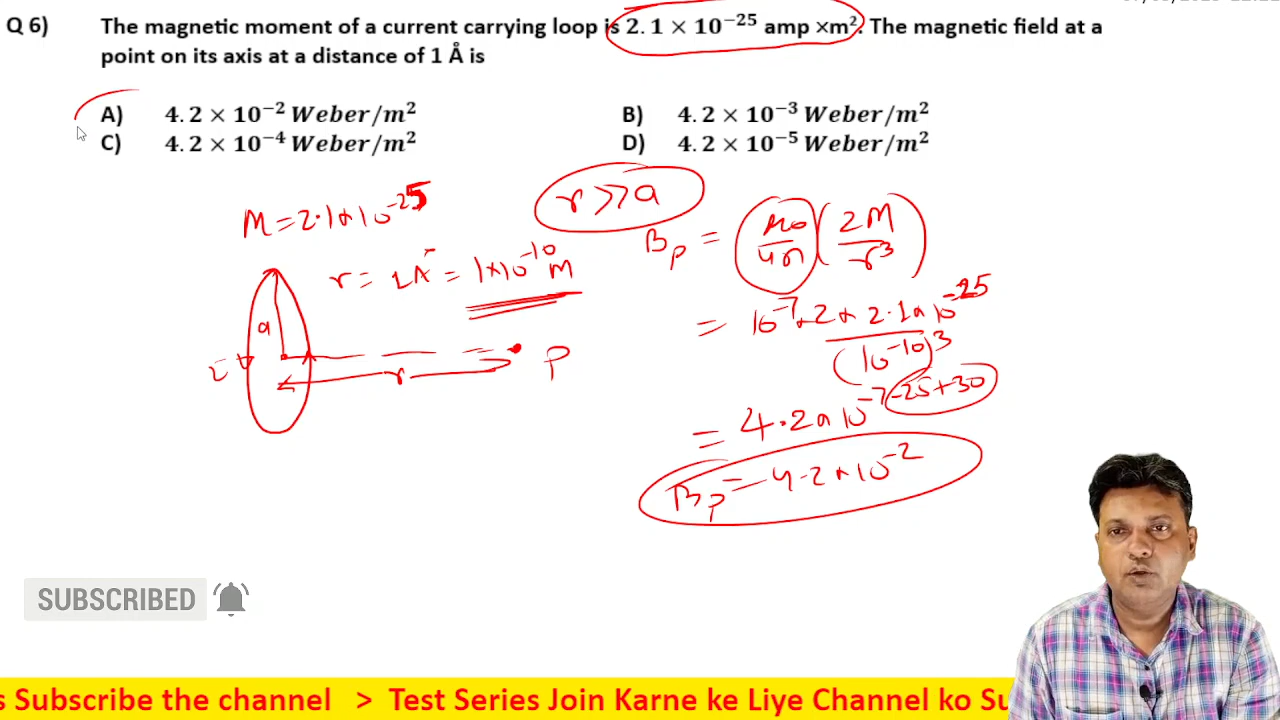 Q 6) The magnetic moment of a current carrying loop is 2.1 × 10⁻²⁵ amp ×m². The magnetic field at a
point on its axis at a distance of 1 Å is
A) 4.2 × 10⁻² Weber/m² B) 4.2 × 10⁻³ Weber/m²
C) 4.2 × 10⁻⁴ Weber/m² D) 4.2 × 10⁻⁵ Weber/m²
M = 2.1 × 10⁻²⁵
r >> a
r = 1A° = 1×10⁻¹⁰ m
Bₚ = μ₀/4π (2M/r³)
= 10⁻⁷ × 2 × 2.1 × 10⁻²⁵ / (10⁻¹⁰)³
= 4.2 × 10⁻⁷⁻²⁵⁺³⁰
Bₚ = 4.2 × 10⁻²
a
i
r
P
SUBSCRIBED
s Subscribe the channel > Test Series Join Karne ke Liye Channel ko Su